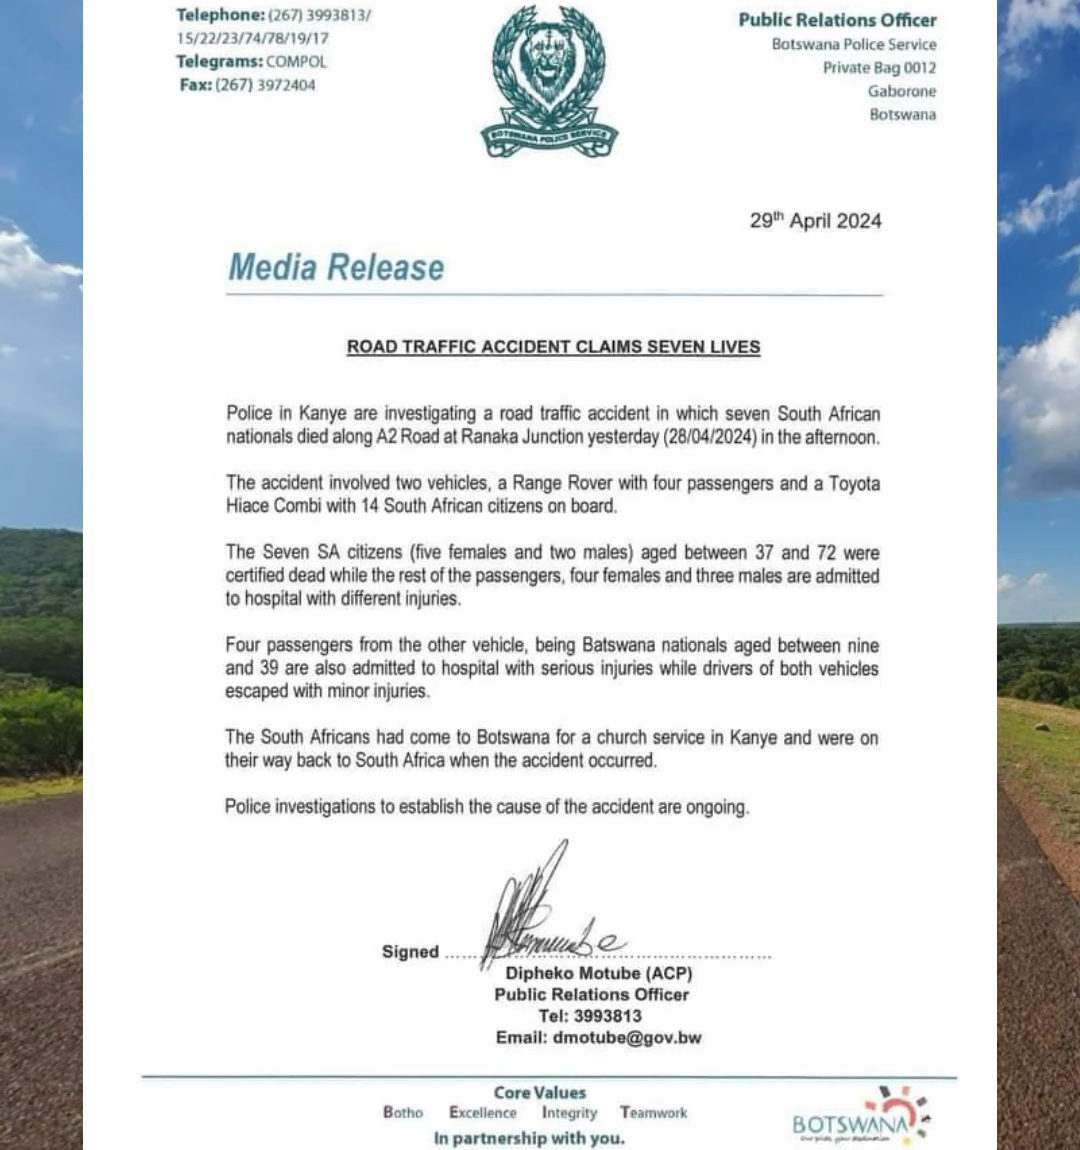 Telephone: (267) 3993813/
15/22/23/74/78/19/17
Telegrams: COMPOL
Fax: (267) 3972404
BOTSWANA POLICE SERVICE
Public Relations Officer
Botswana Police Service
Private Bag 0012
Gaborone
Botswana
29th April 2024
Media Release
ROAD TRAFFIC ACCIDENT CLAIMS SEVEN LIVES
Police in Kanye are investigating a road traffic accident in which seven South African
nationals died along A2 Road at Ranaka Junction yesterday (28/04/2024) in the afternoon.
The accident involved two vehicles, a Range Rover with four passengers and a Toyota
Hiace Combi with 14 South African citizens on board.
The Seven SA citizens (five females and two males) aged between 37 and 72 were
certified dead while the rest of the passengers, four females and three males are admitted
to hospital with different injuries.
Four passengers from the other vehicle, being Batswana nationals aged between nine
and 39 are also admitted to hospital with serious injuries while drivers of both vehicles
escaped with minor injuries.
The South Africans had come to Botswana for a church service in Kanye and were on
their way back to South Africa when the accident occurred.
Police investigations to establish the cause of the accident are ongoing.
Signed
Dipheko Motube (ACP)
Public Relations Officer
Tel: 3993813
Email: dmotube@gov.bw
Core Values
Botho Excellence Integrity Teamwork
In partnership with you.
BOTSWANA
Our pride, your destination